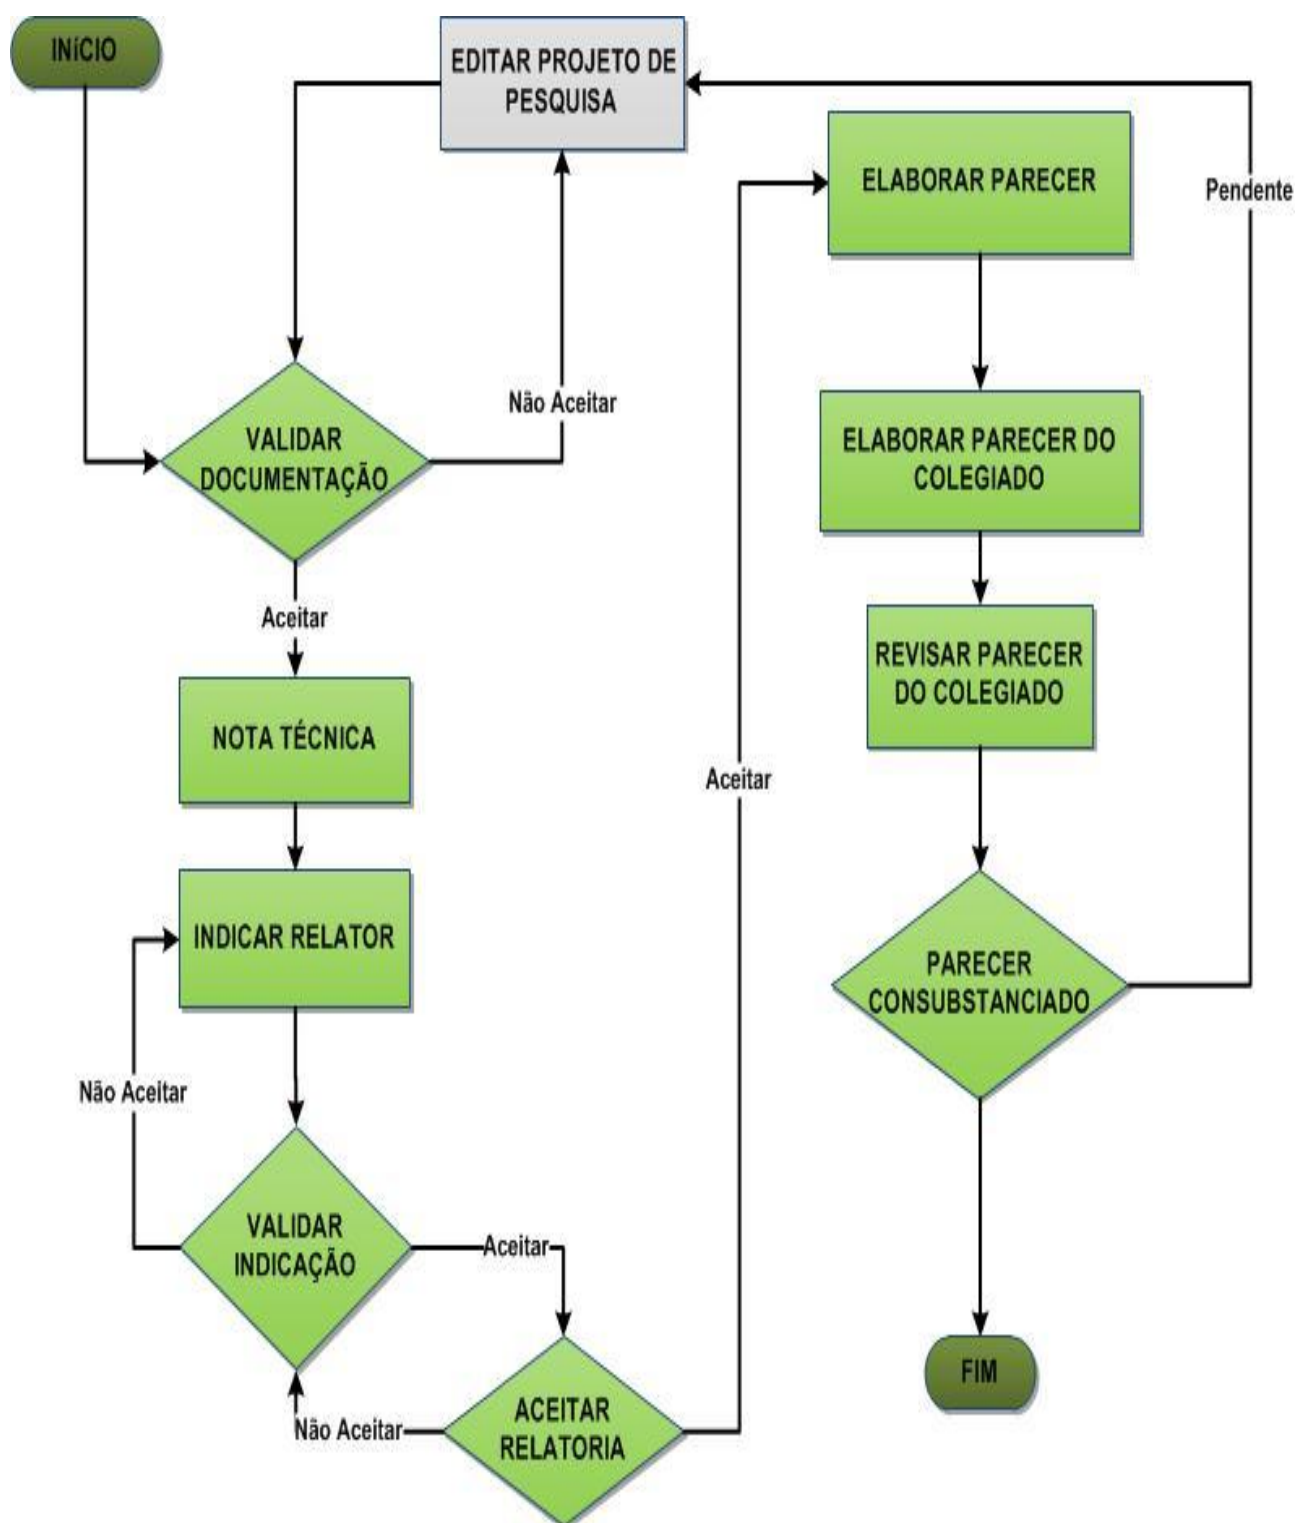 INíCIO
EDITAR PROJETO DE
PESQUISA
ELABORAR PARECER
Pendente
Não Aceitar
VALIDAR
DOCUMENTAÇÃO
ELABORAR PARECER DO
COLEGIADO
Aceitar
REVISAR PARECER
DO COLEGIADO
NOTA TÉCNICA
Aceitar
INDICAR RELATOR
PARECER
CONSUBSTANCIADO
Não Aceitar
VALIDAR
INDICAÇÃO
Aceitar
FIM
Não Aceitar
ACEITAR
RELATORIA